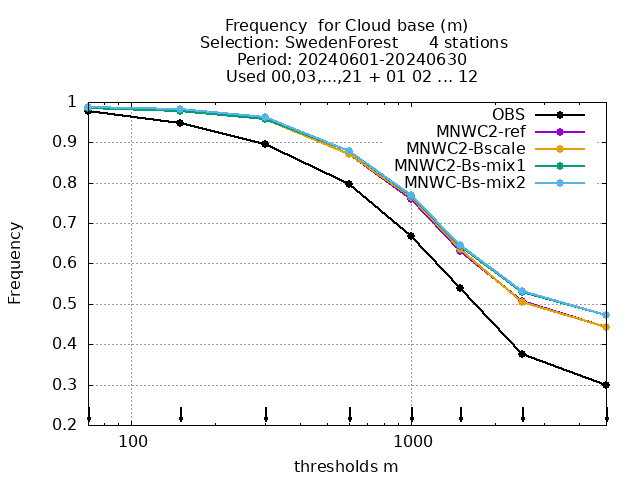 Frequency  for Cloud base (m)
Selection: SwedenForest      4 stations
Period: 20240601-20240630
Used 00,03,...,21 + 01 02 ... 12
OBS
MNWC2-ref
MNWC2-Bscale
MNWC2-Bs-mix1
MNWC-Bs-mix2
Frequency
1
0.9
0.8
0.7
0.6
0.5
0.4
0.3
0.2
100 1000
thresholds m